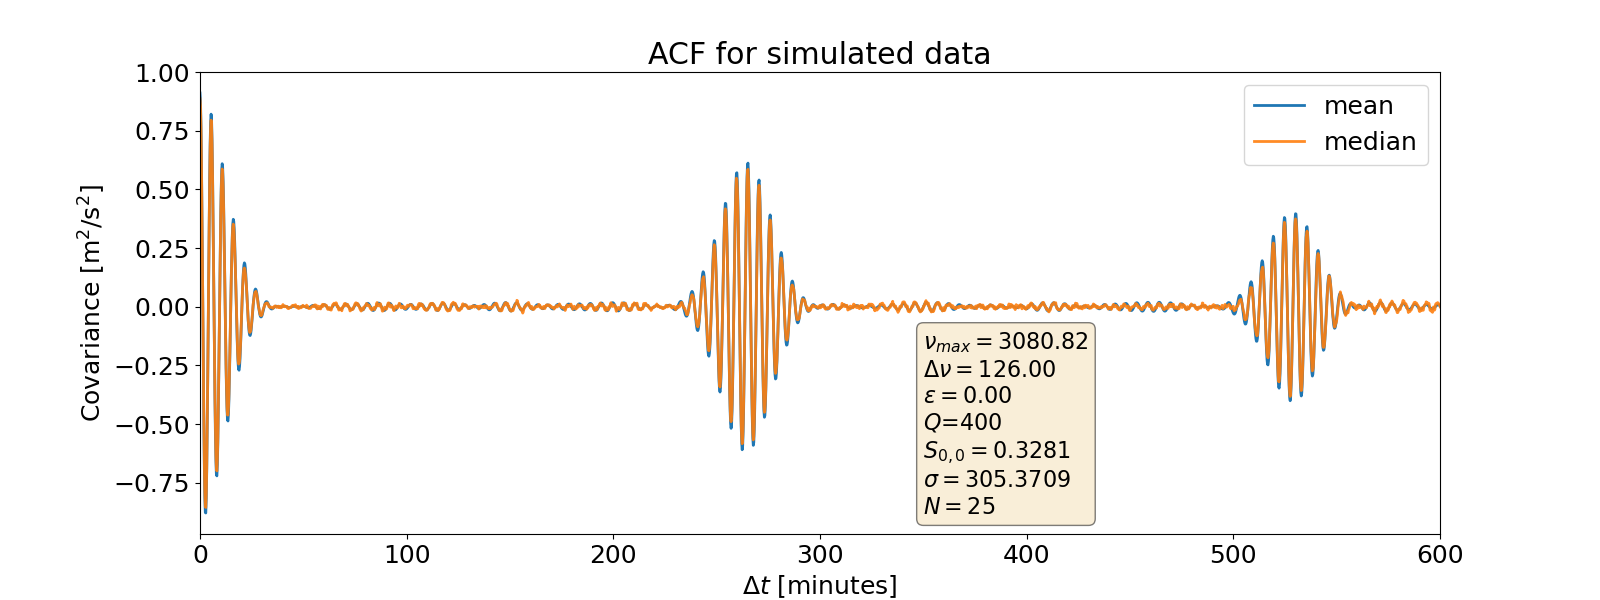 ACF for simulated data
1.00
0.75
0.50
0.25
0.00
−0.25
−0.50
−0.75
Covariance [m²/s²]
mean
median
ν_max = 3080.82
Δν = 126.00
ε = 0.00
Q=400
S_0,0 = 0.3281
σ = 305.3709
N = 25
0 100 200 300 400 500 600
Δt [minutes]